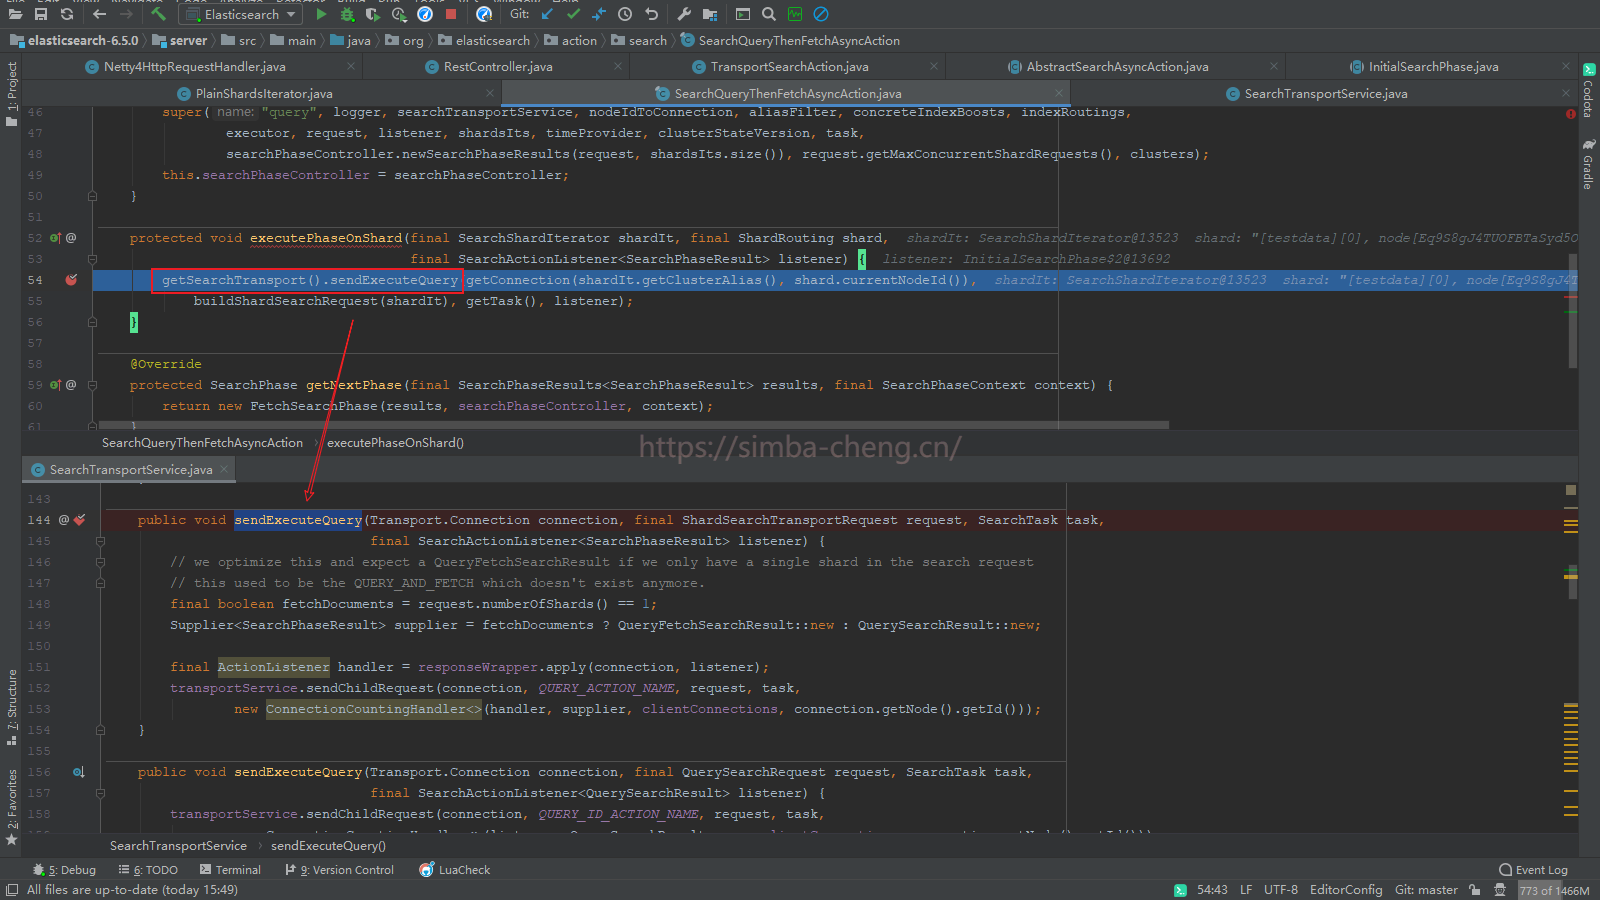 Elasticsearch
Git:
elasticsearch-6.5.0 server src main java org elasticsearch action search SearchQueryThenFetchAsyncAction
Netty4HttpRequestHandler.java RestController.java TransportSearchAction.java AbstractSearchAsyncAction.java InitialSearchPhase.java
PlainShardsIterator.java SearchQueryThenFetchAsyncAction.java SearchTransportService.java
1: Project
7: Structure
2: Favorites
Codota
Gradle
46 super( name: "query", logger, searchTransportService, nodeIdToConnection, aliasFilter, concreteIndexBoosts, indexRoutings,
47 executor, request, listener, shardsIts, timeProvider, clusterStateVersion, task,
48 searchPhaseController.newSearchPhaseResults(request, shardsIts.size()), request.getMaxConcurrentShardRequests(), clusters);
49 this.searchPhaseController = searchPhaseController;
50 }
51
52 @ protected void executePhaseOnShard(final SearchShardIterator shardIt, final ShardRouting shard, shardIt: SearchShardIterator@13523 shard: "[testdata][0], node[Eq9S8gJ4TUOFBTaSyd5O
53 final SearchActionListener<SearchPhaseResult> listener) { listener: InitialSearchPhase$2@13692
54 getSearchTransport().sendExecuteQuery(getConnection(shardIt.getClusterAlias(), shard.currentNodeId()), shardIt: SearchShardIterator@13523 shard: "[testdata][0], node[Eq9S8gJ4T
55 buildShardSearchRequest(shardIt), getTask(), listener);
56 }
57
58 @Override
59 @ protected SearchPhase getNextPhase(final SearchPhaseResults<SearchPhaseResult> results, final SearchPhaseContext context) {
60 return new FetchSearchPhase(results, searchPhaseController, context);
61 }
SearchQueryThenFetchAsyncAction executePhaseOnShard()
https://simba-cheng.cn/
SearchTransportService.java
143
144 @ public void sendExecuteQuery(Transport.Connection connection, final ShardSearchTransportRequest request, SearchTask task,
145 final SearchActionListener<SearchPhaseResult> listener) {
146 // we optimize this and expect a QueryFetchSearchResult if we only have a single shard in the search request
147 // this used to be the QUERY_AND_FETCH which doesn't exist anymore.
148 final boolean fetchDocuments = request.numberOfShards() == 1;
149 Supplier<SearchPhaseResult> supplier = fetchDocuments ? QueryFetchSearchResult::new : QuerySearchResult::new;
150
151 final ActionListener handler = responseWrapper.apply(connection, listener);
152 transportService.sendChildRequest(connection, QUERY_ACTION_NAME, request, task,
153 new ConnectionCountingHandler<>(handler, supplier, clientConnections, connection.getNode().getId()));
154 }
155
156 public void sendExecuteQuery(Transport.Connection connection, final QuerySearchRequest request, SearchTask task,
157 final SearchActionListener<QuerySearchResult> listener) {
158 transportService.sendChildRequest(connection, QUERY_ID_ACTION_NAME, request, task,
SearchTransportService sendExecuteQuery()
5: Debug 6: TODO Terminal 9: Version Control LuaCheck Event Log
All files are up-to-date (today 15:49) 54:43 LF UTF-8 EditorConfig Git: master 773 of 1466M